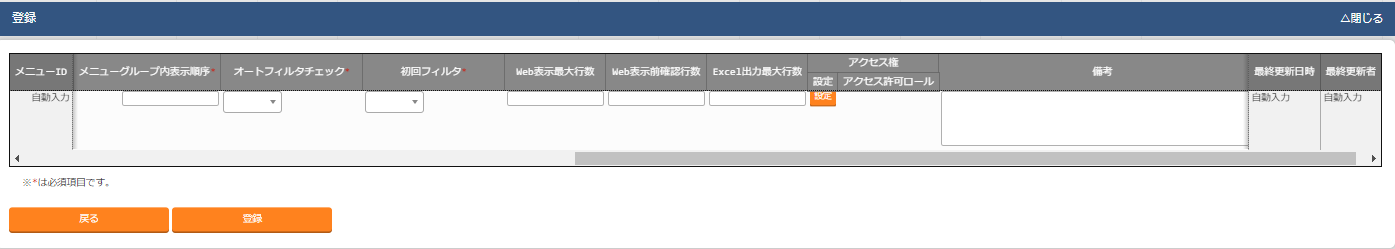 登録
△閉じる
メニューID メニューグループ内表示順序* オートフィルタチェック* 初回フィルタ* Web表示最大行数 Web表示前確認行数 Excel出力最大行数 アクセス権 備考 最終更新日時 最終更新者
設定 アクセス許可ロール
自動入力 設定 自動入力 自動入力
※*は必須項目です。
戻る 登録